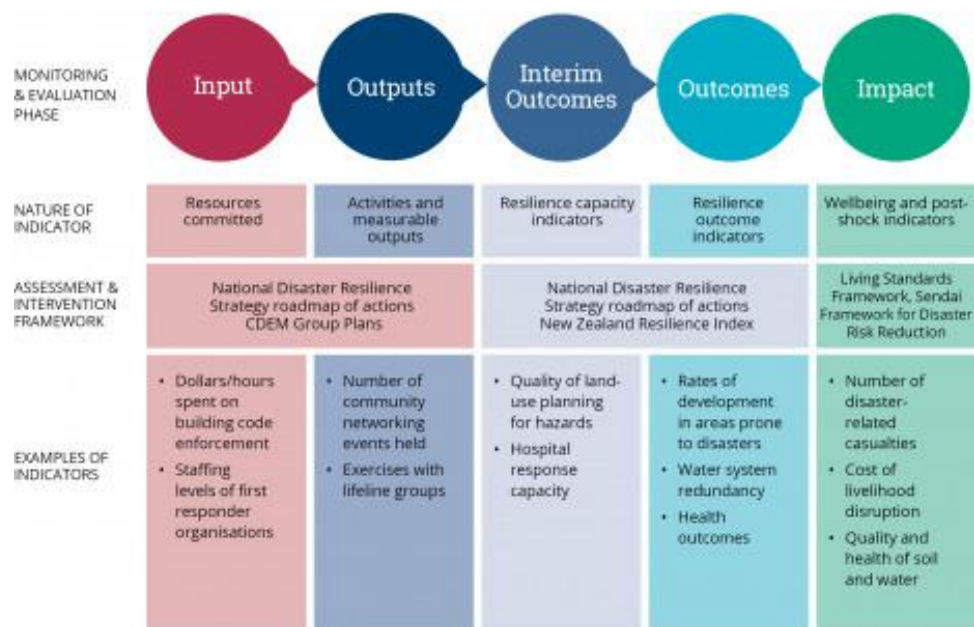 MONITORING
& EVALUATION
PHASE
Input
Outputs
Interim
Outcomes
Outcomes
Impact
NATURE OF
INDICATOR
Resources
committed
Activities and
measurable
outputs
Resilience capacity
indicators
Resilience
outcome
indicators
Wellbeing and post-
shock indicators
ASSESSMENT &
INTERVENTION
FRAMEWORK
National Disaster Resilience
Strategy roadmap of actions
CDEM Group Plans
National Disaster Resilience
Strategy roadmap of actions
New Zealand Resilience Index
Living Standards
Framework, Sendai
Framework for Disaster
Risk Reduction
EXAMPLES OF
INDICATORS
• Dollars/hours
spent on
building code
enforcement
• Staffing
levels of first
responder
organisations
• Number of
community
networking
events held
• Exercises with
lifeline groups
• Quality of land-
use planning
for hazards
• Hospital
response
capacity
• Rates of
development
in areas prone
to disasters
• Water system
redundancy
• Health
outcomes
• Number of
disaster-
related
casualties
• Cost of
livelihood
disruption
• Quality and
health of soil
and water